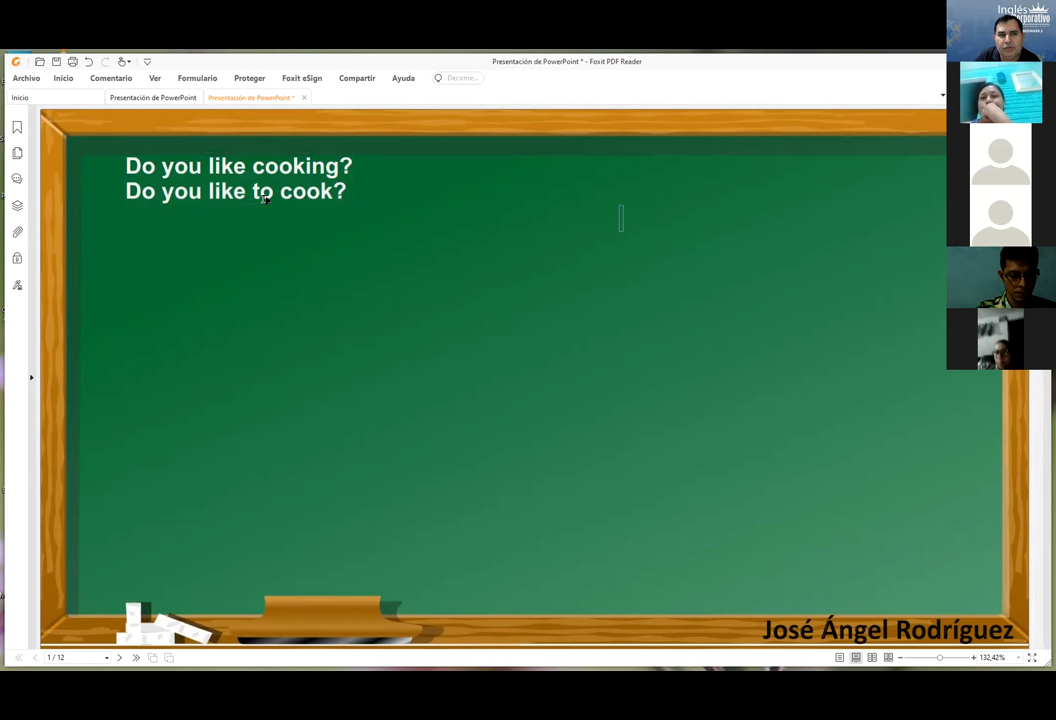 Presentación de PowerPoint * - Foxit PDF Reader
Archivo Inicio Comentario Ver Formulario Proteger Foxit eSign Compartir Ayuda Decirme...
Inicio Presentación de PowerPoint Presentación de PowerPoint *
Do you like cooking?
Do you like to cook?
José Ángel Rodríguez
1 / 12 132,42%
Inglés